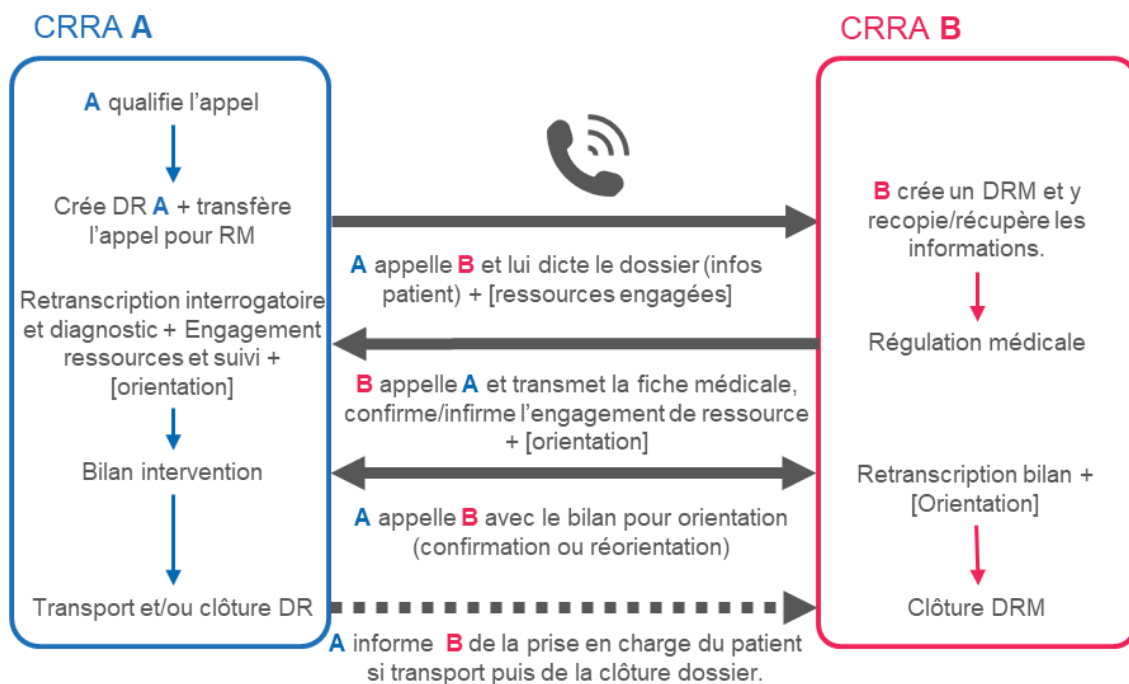 CRRA A
CRRA B
A qualifie l'appel
Crée DR A + transfère
l'appel pour RM
B crée un DRM et y
recopie/récupère les
informations.
A appelle B et lui dicte le dossier (infos
patient) + [ressources engagées]
Retranscription interrogatoire
et diagnostic + Engagement
ressources et suivi +
[orientation]
Régulation médicale
B appelle A et transmet la fiche médicale,
confirme/infirme l'engagement de ressource
+ [orientation]
Bilan intervention
Retranscription bilan +
[Orientation]
A appelle B avec le bilan pour orientation
(confirmation ou réorientation)
Transport et/ou clôture DR
Clôture DRM
A informe B de la prise en charge du patient
si transport puis de la clôture dossier.